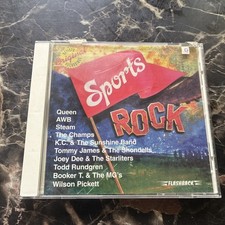 Sports
ROCK
Queen
AWB
Steam
The Champs
K.C. & The Sunshine Band
Tommy James & The Shondells
Joey Dee & The Starliters
Todd Rundgren
Booker T. & The MG's
Wilson Pickett
FLASHBACK